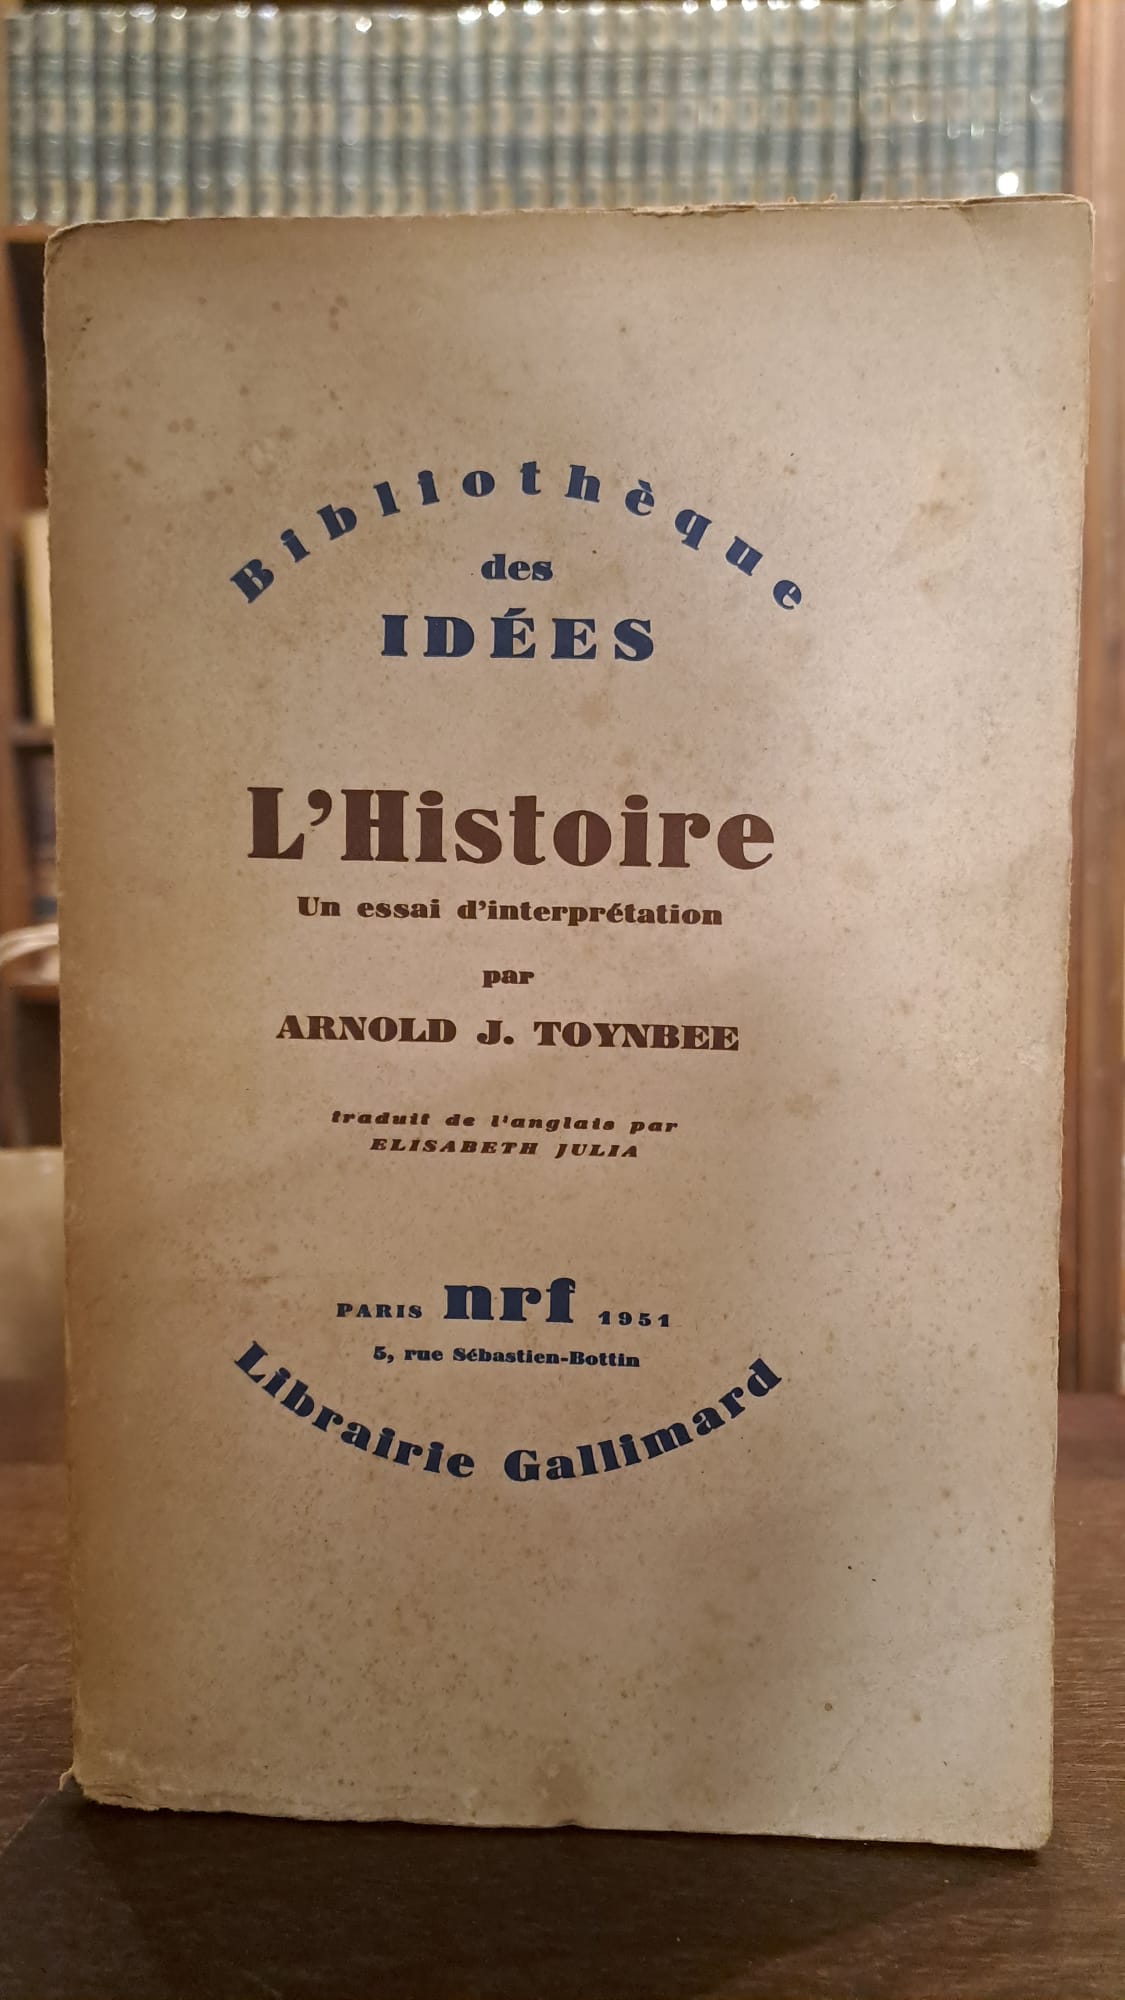 Bibliothèque
des
IDÉES
L'Histoire
Un essai d'interprétation
par
ARNOLD J. TOYNBEE
traduit de l'anglais par
ELISABETH JULIA
PARIS nrf 1951
5, rue Sébastien-Bottin
Librairie Gallimard